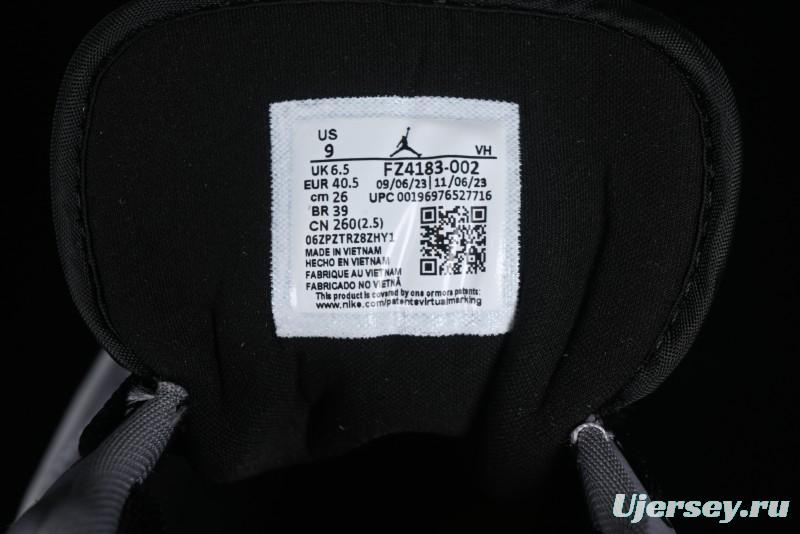 US
9
VH
UK 6.5
FZ4183-002
EUR 40.5
09/06/23 | 11/06/23
cm 26
UPC 00196976527716
BR 39
CN 260(2.5)
06ZPZTRZ8ZHY1
MADE IN VIETNAM
HECHO EN VIETNAM
FABRIQUE AU VIETNAM
FABRICADO NO VIETNÃ
This product is covered by one or more patents:
www.nike.com/patentsvirtualmarking
Ujersey.ru